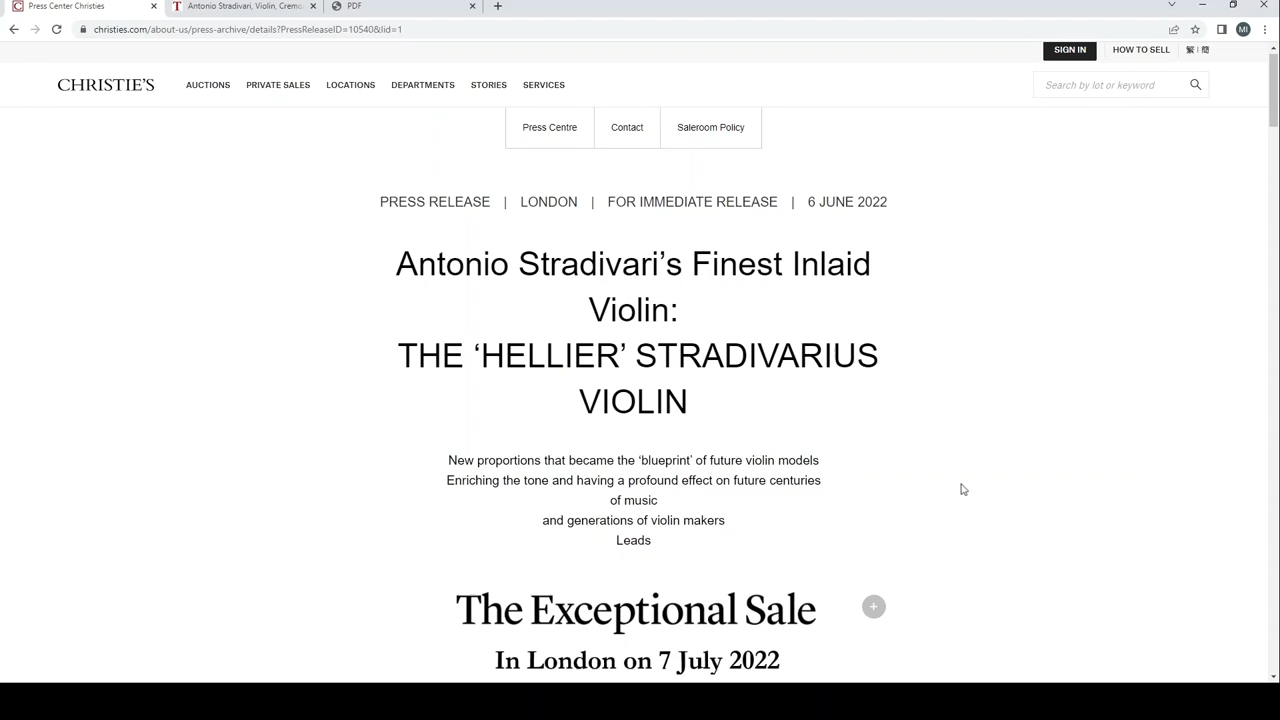 Press Center Christies
Antonio Stradivari, Violin, Cremo
PDF
christies.com/about-us/press-archive/details?PressReleaseID=10540&lid=1
MI
SIGN IN
HOW TO SELL
繁 | 簡
CHRISTIE'S
AUCTIONS
PRIVATE SALES
LOCATIONS
DEPARTMENTS
STORIES
SERVICES
Search by lot or keyword
Press Centre
Contact
Saleroom Policy
PRESS RELEASE | LONDON | FOR IMMEDIATE RELEASE | 6 JUNE 2022
Antonio Stradivari’s Finest Inlaid
Violin:
THE ‘HELLIER’ STRADIVARIUS
VIOLIN
New proportions that became the ‘blueprint’ of future violin models
Enriching the tone and having a profound effect on future centuries
of music
and generations of violin makers
Leads
The Exceptional Sale
In London on 7 July 2022